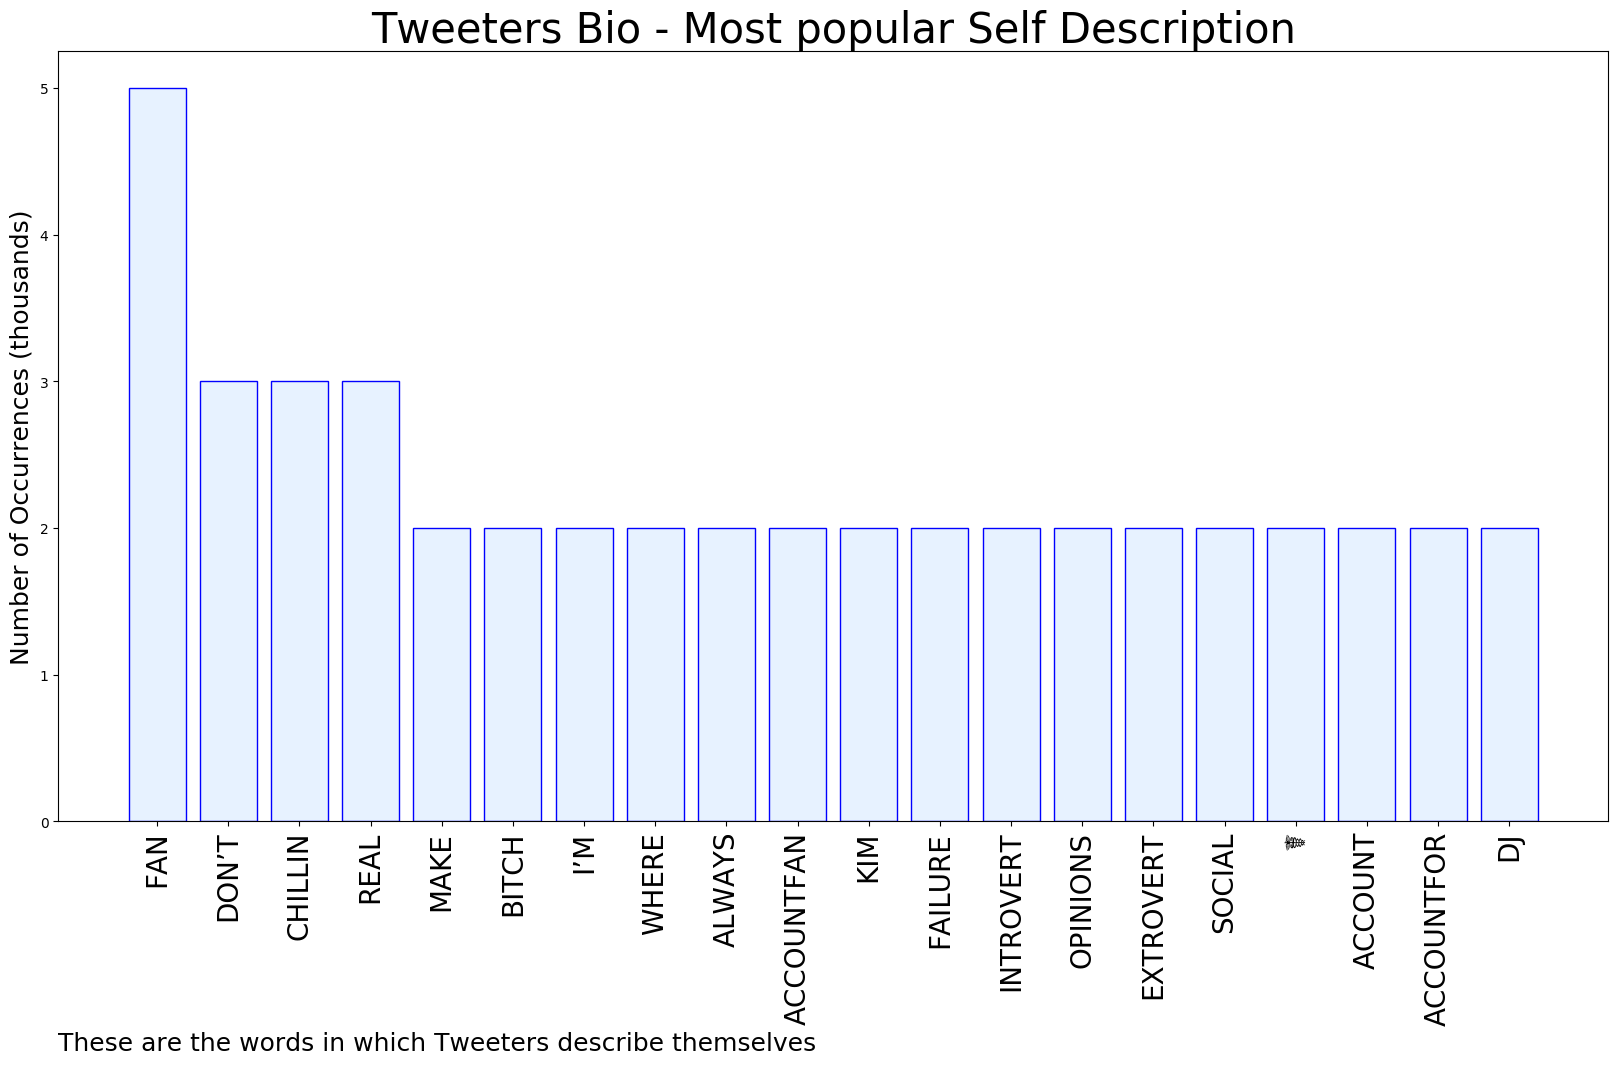 Tweeters Bio - Most popular Self Description
Number of Occurrences (thousands)
5
4
3
2
1
0
FAN
DON’T
CHILLIN
REAL
MAKE
BITCH
I’M
WHERE
ALWAYS
ACCOUNTFAN
KIM
FAILURE
INTROVERT
OPINIONS
EXTROVERT
SOCIAL
ACCOUNT
ACCOUNTFOR
DJ
These are the words in which Tweeters describe themselves